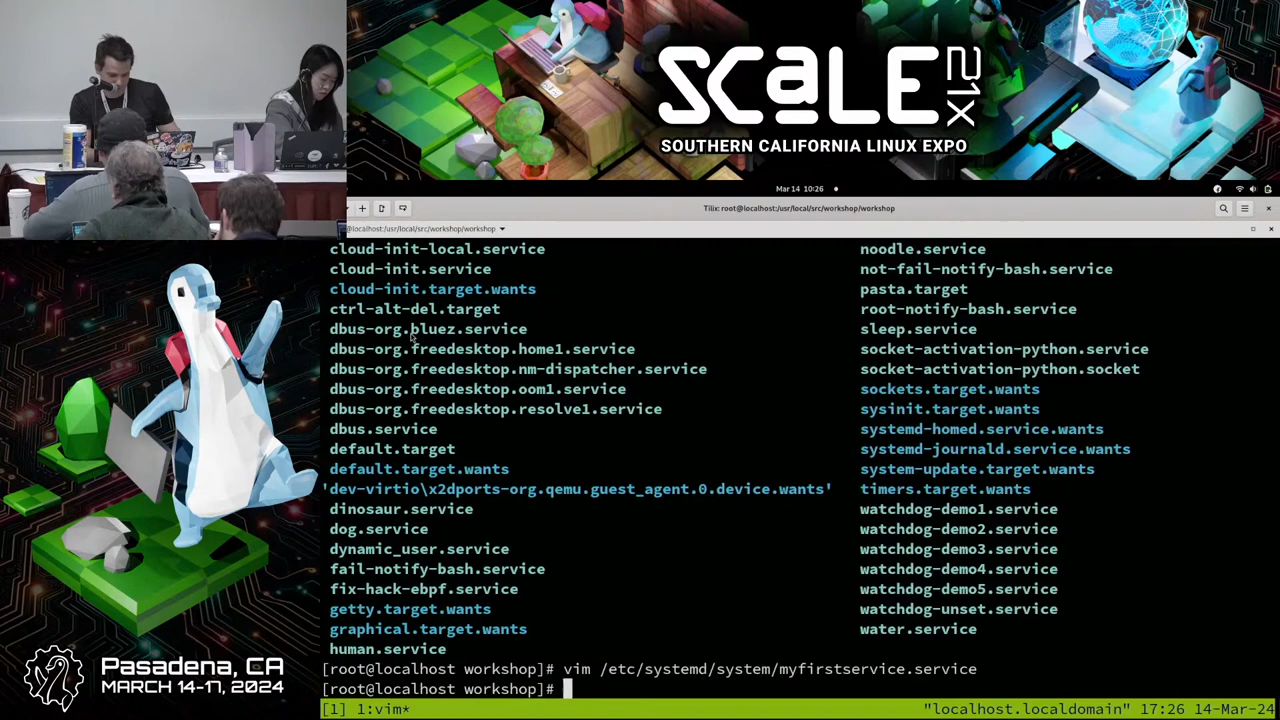 SCaLE 21X
SOUTHERN CALIFORNIA LINUX EXPO
Mar 14 10:26
Tilix: root@localhost:/usr/local/src/workshop/workshop
@localhost:/usr/local/src/workshop/workshop
cloud-init-local.service
cloud-init.service
cloud-init.target.wants
ctrl-alt-del.target
dbus-org.bluez.service
dbus-org.freedesktop.home1.service
dbus-org.freedesktop.nm-dispatcher.service
dbus-org.freedesktop.oom1.service
dbus-org.freedesktop.resolve1.service
dbus.service
default.target
default.target.wants
'dev-virtio\x2dports-org.qemu.guest_agent.0.device.wants'
dinosaur.service
dog.service
dynamic_user.service
fail-notify-bash.service
fix-hack-ebpf.service
getty.target.wants
graphical.target.wants
human.service
noodle.service
not-fail-notify-bash.service
pasta.target
root-notify-bash.service
sleep.service
socket-activation-python.service
socket-activation-python.socket
sockets.target.wants
sysinit.target.wants
systemd-homed.service.wants
systemd-journald.service.wants
system-update.target.wants
timers.target.wants
watchdog-demo1.service
watchdog-demo2.service
watchdog-demo3.service
watchdog-demo4.service
watchdog-demo5.service
watchdog-unset.service
water.service
[root@localhost workshop]# vim /etc/systemd/system/myfirstservice.service
[root@localhost workshop]#
[1] 1:vim* "localhost.localdomain" 17:26 14-Mar-24
Pasadena, CA
MARCH 14-17, 2024